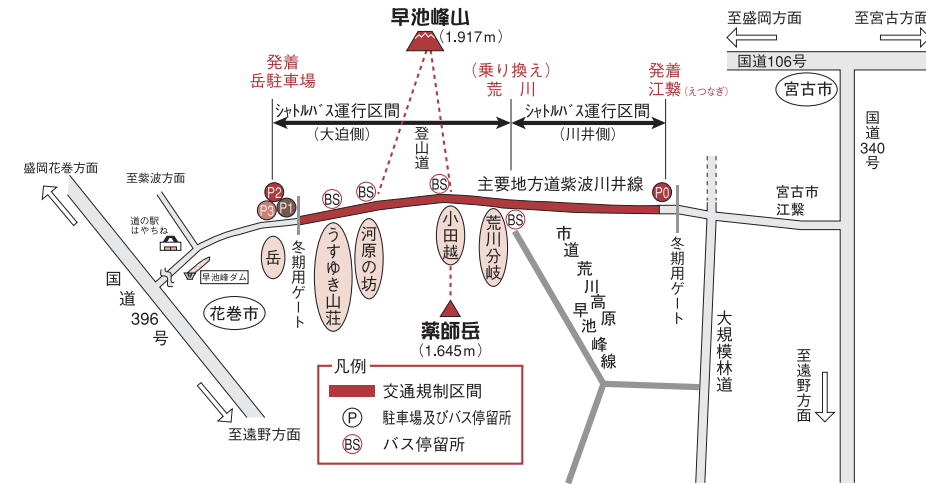 早池峰山
(1.917m)
至盛岡方面
至宮古方面
国道106号
宮古市
国道340号
発着
岳駐車場
(乗り換え)
荒川
発着
江繋(えつなぎ)
シャトルバス運行区間
(大迫側)
シャトルバス運行区間
(川井側)
登山道
盛岡花巻方面
至紫波方面
道の駅
はやちね
早池峰ダム
国道396号
花巻市
至遠野方面
P2
P3
P1
BS
BS
BS
BS
P0
主要地方道紫波川井線
宮古市
江繋
岳
冬期用ゲート
うすゆき山荘
河原の坊
小田越
荒川分岐
市道荒川高原早池峰線
冬期用ゲート
大規模林道
至遠野方面
薬師岳
(1.645m)
凡例
交通規制区間
P 駐車場及びバス停留所
BS バス停留所